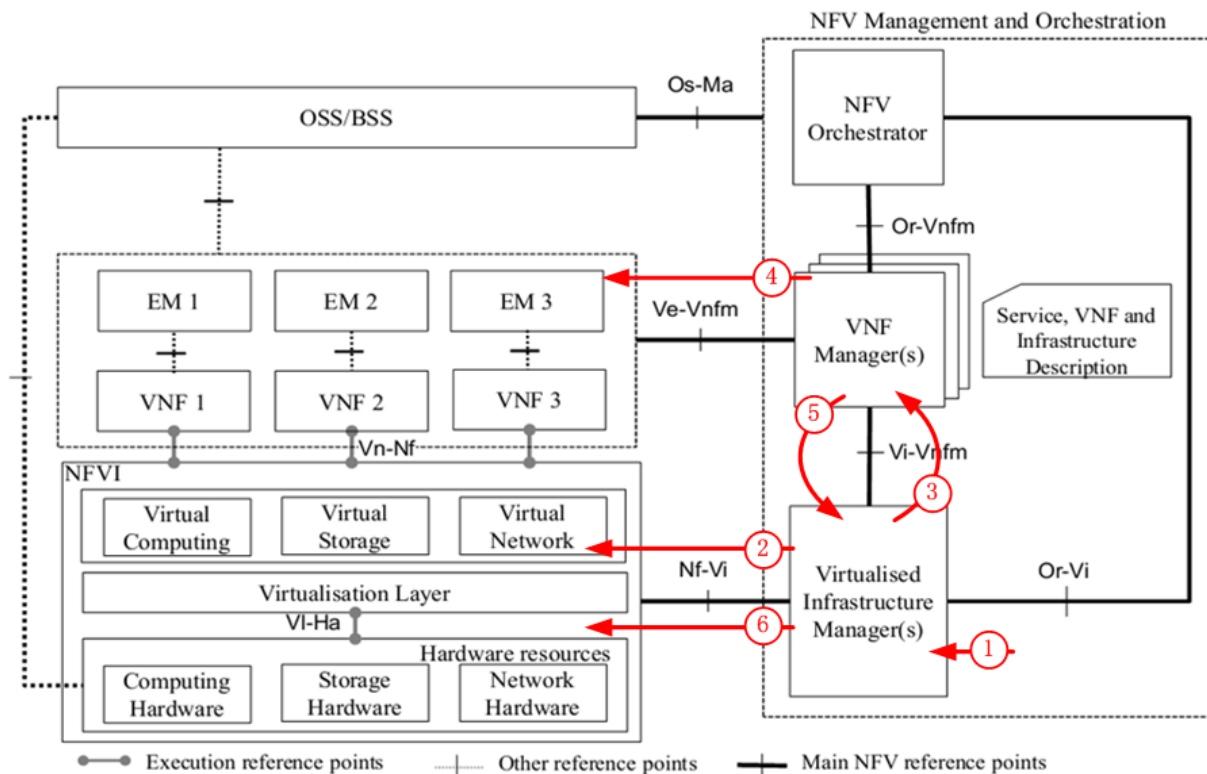 NFV Management and Orchestration
Os-Ma
OSS/BSS
NFV
Orchestrator
Or-Vnfm
EM 1
EM 2
EM 3
4
Ve-Vnfm
VNF
Manager(s)
Service, VNF and
Infrastructure
Description
VNF 1
VNF 2
VNF 3
5
Vn-Nf
Vi-Vnfm
3
NFVI
Virtual
Computing
Virtual
Storage
Virtual
Network
2
Nf-Vi
Virtualised
Infrastructure
Manager(s)
Or-Vi
Virtualisation Layer
VI-Ha
6
1
Hardware resources
Computing
Hardware
Storage
Hardware
Network
Hardware
Execution reference points
Other reference points
Main NFV reference points